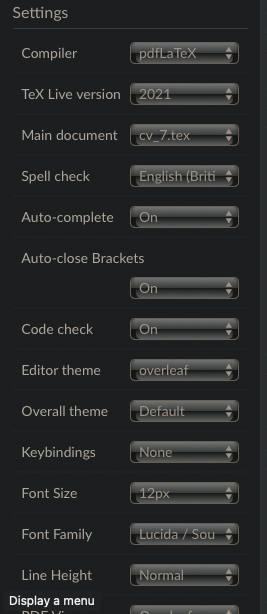 Settings
Compiler pdfLaTeX
TeX Live version 2021
Main document cv_7.tex
Spell check English (Briti
Auto-complete On
Auto-close Brackets
On
Code check On
Editor theme overleaf
Overall theme Default
Keybindings None
Font Size 12px
Font Family Lucida / Sou
Line Height Normal
Display a menu